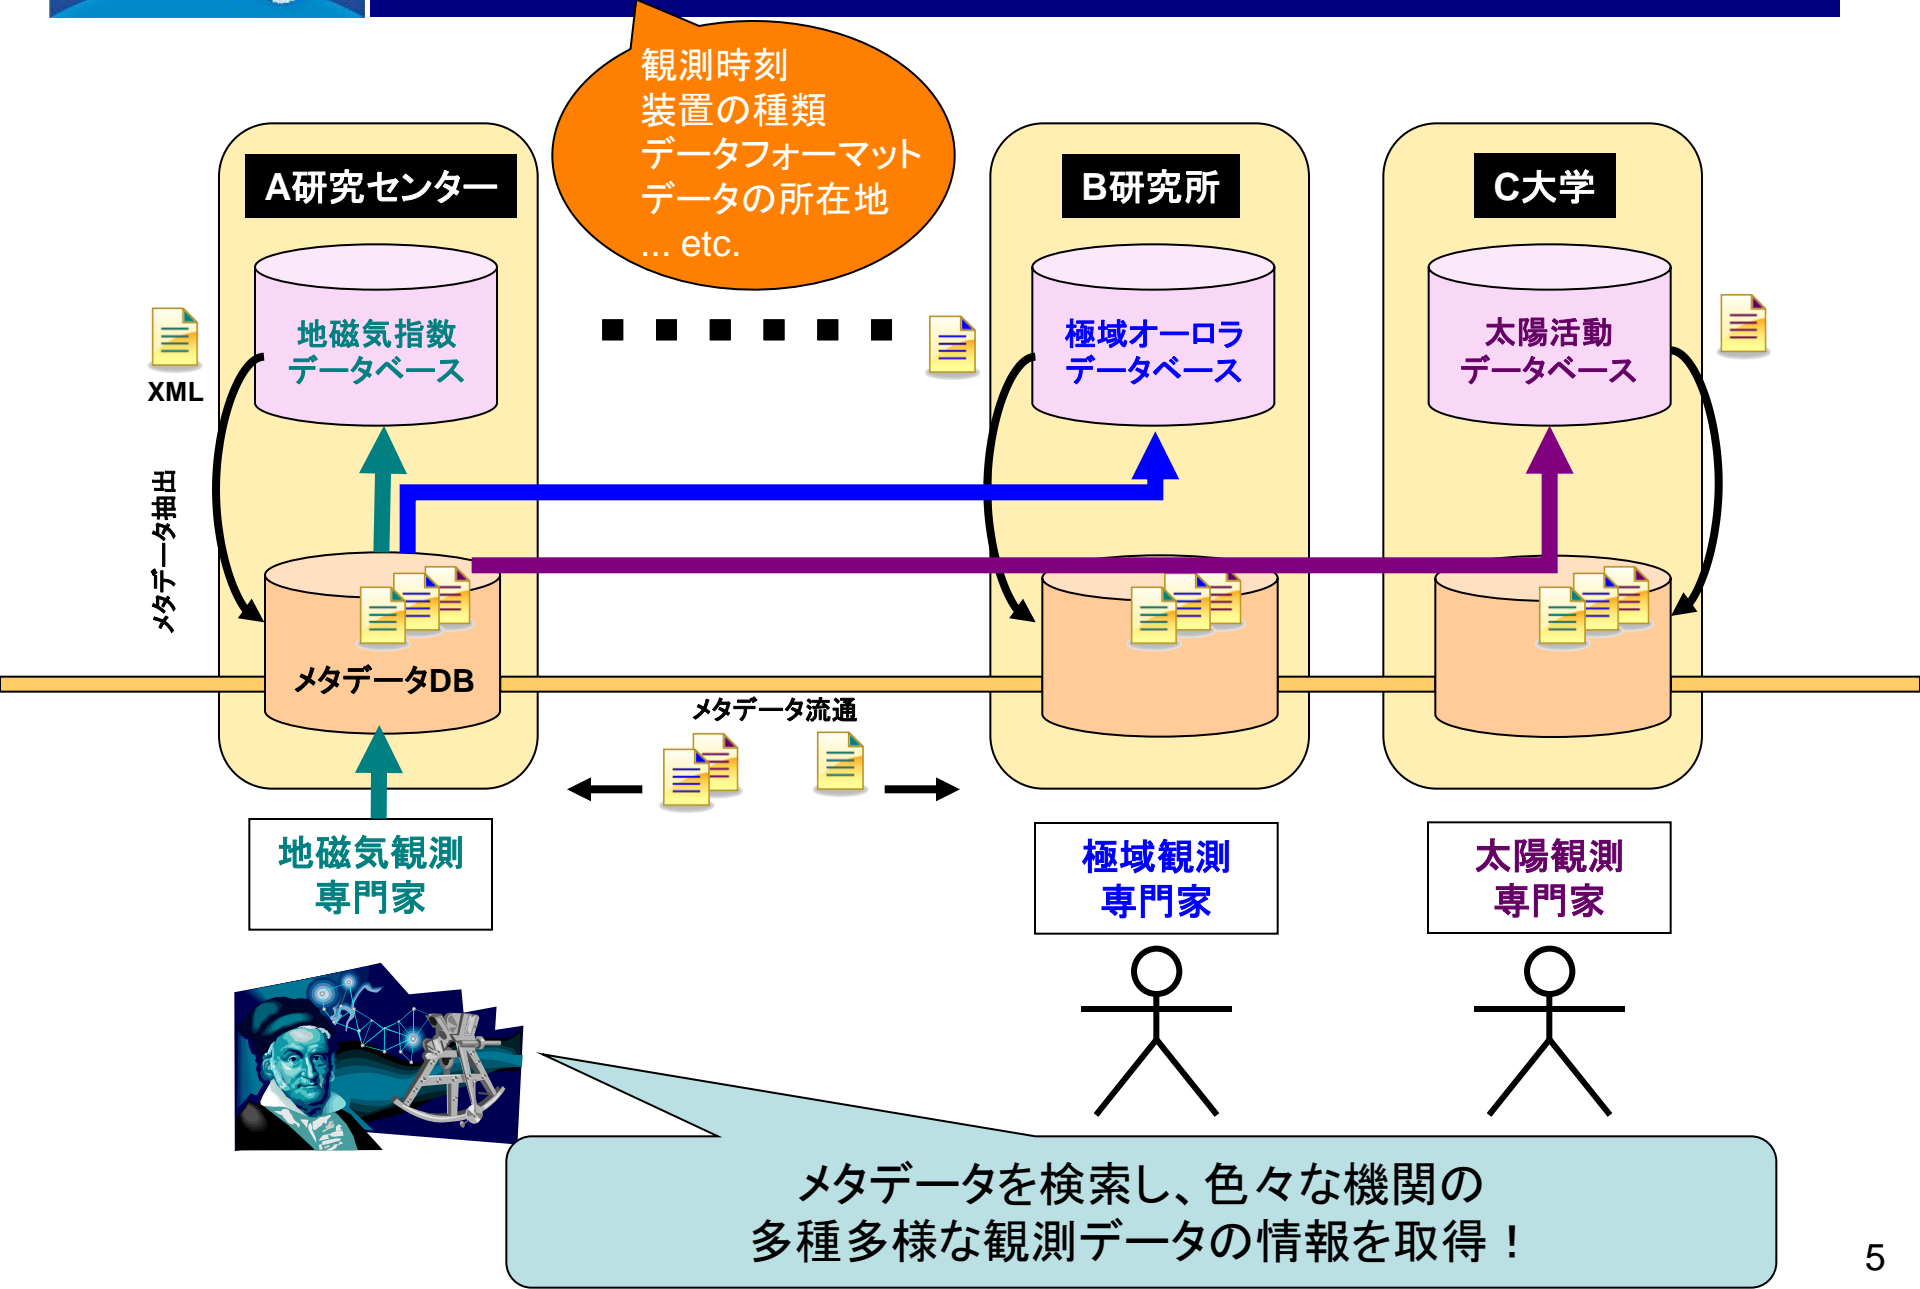 観測時刻
装置の種類
データフォーマット
データの所在地
... etc.
A研究センター
B研究所
C大学
地磁気指数
データベース
極域オーロラ
データベース
太陽活動
データベース
XML
メタデータ抽出
メタデータDB
メタデータ流通
地磁気観測
専門家
極域観測
専門家
太陽観測
専門家
メタデータを検索し、色々な機関の
多種多様な観測データの情報を取得！
5